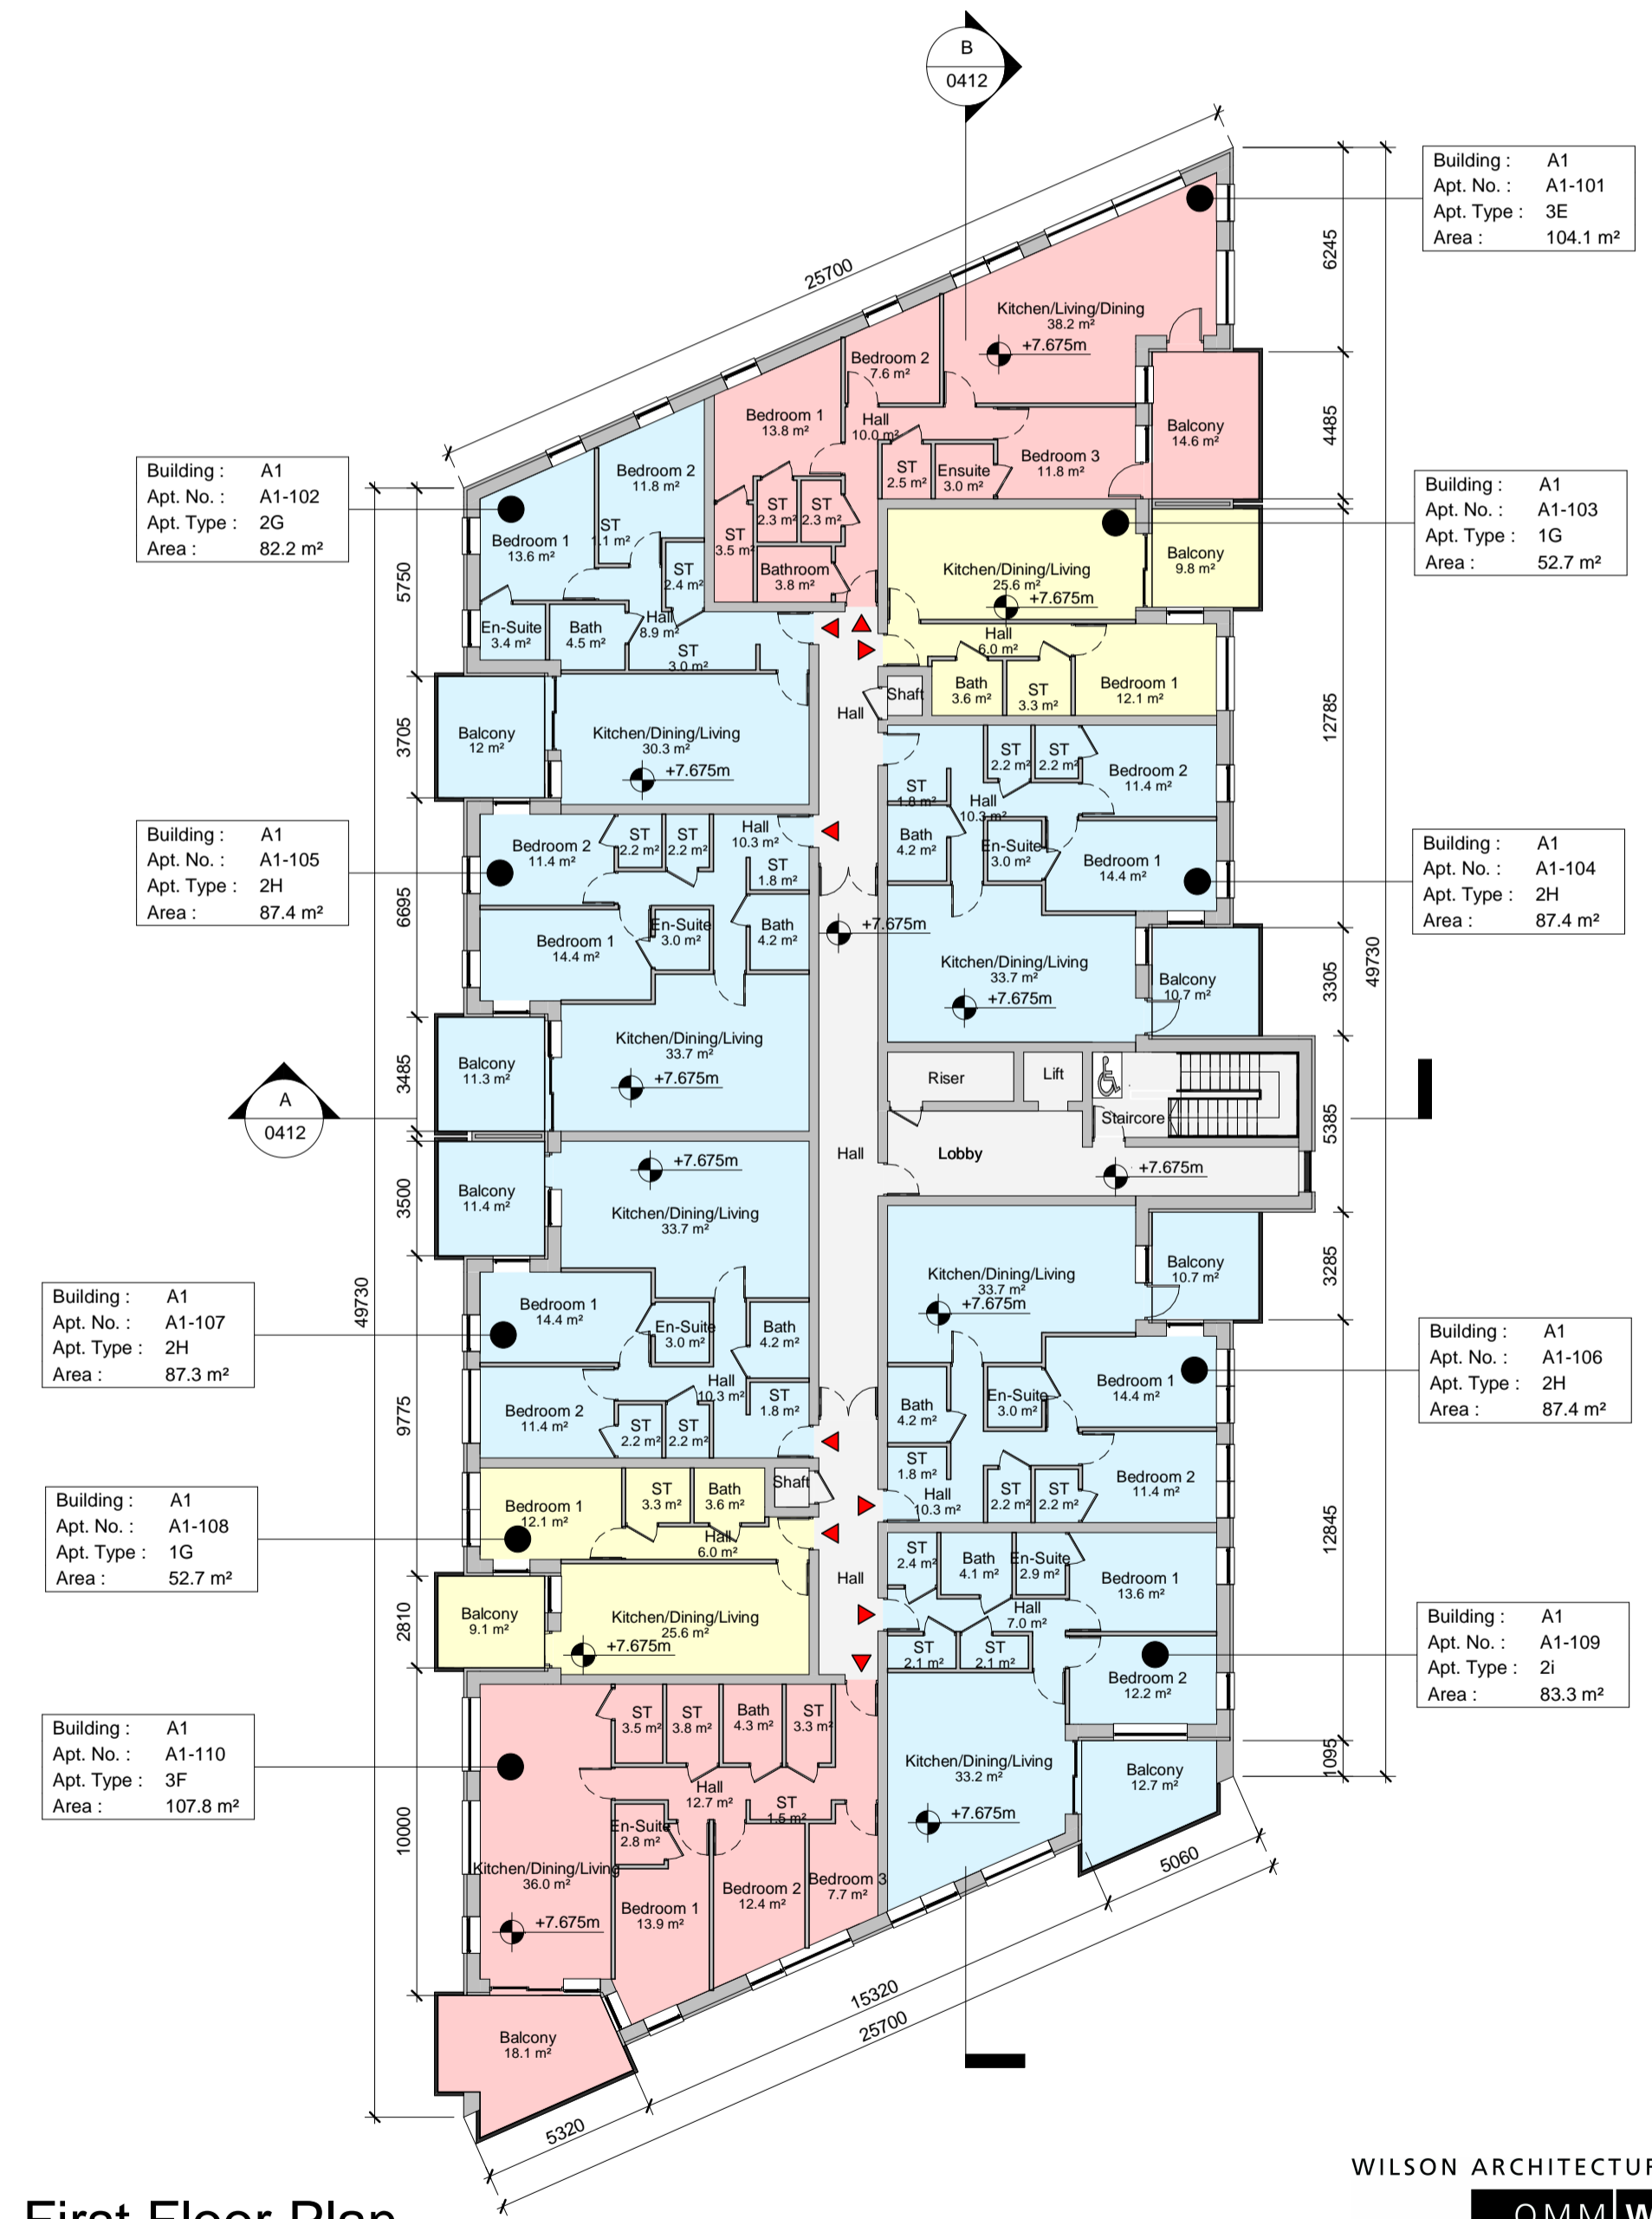 B
0412
25700
Building : A1
Apt. No. : A1-101
Apt. Type : 3E
Area : 104.1 m²
6245
Kitchen/Living/Dining
38.2 m²
+7.675m
Bedroom 2
7.6 m²
Bedroom 1
13.8 m²
Hall
10.0 m²
Balcony
14.6 m²
4485
Bedroom 3
11.8 m²
ST
2.5 m²
Ensuite
3.0 m²
ST
2.3 m²
ST
2.3 m²
ST
3.5 m²
Bathroom
3.8 m²
Building : A1
Apt. No. : A1-102
Apt. Type : 2G
Area : 82.2 m²
Bedroom 2
11.8 m²
Bedroom 1
13.6 m²
ST
1.1 m²
ST
2.4 m²
En-Suite
3.4 m²
Bath
4.5 m²
Hall
8.9 m²
ST
3.0 m²
5750
Balcony
12 m²
3705
Kitchen/Dining/Living
30.3 m²
+7.675m
Building : A1
Apt. No. : A1-103
Apt. Type : 1G
Area : 52.7 m²
Kitchen/Dining/Living
25.6 m²
+7.675m
Balcony
9.8 m²
Hall
6.0 m²
Bath
3.6 m²
ST
3.3 m²
Bedroom 1
12.1 m²
Shaft
Hall
12785
ST
2.2 m²
ST
2.2 m²
Bedroom 2
11.4 m²
ST
1.8 m²
Hall
10.3 m²
Bath
4.2 m²
En-Suite
3.0 m²
Bedroom 1
14.4 m²
Building : A1
Apt. No. : A1-104
Apt. Type : 2H
Area : 87.4 m²
Kitchen/Dining/Living
33.7 m²
+7.675m
Balcony
10.7 m²
3305
49730
Building : A1
Apt. No. : A1-105
Apt. Type : 2H
Area : 87.4 m²
Bedroom 2
11.4 m²
ST
2.2 m²
ST
2.2 m²
Hall
10.3 m²
ST
1.8 m²
6695
Bedroom 1
14.4 m²
En-Suite
3.0 m²
Bath
4.2 m²
+7.675m
Balcony
11.3 m²
3485
Kitchen/Dining/Living
33.7 m²
+7.675m
A
0412
Riser
Lift
Staircore
5385
Hall
Lobby
+7.675m
3500
Balcony
11.4 m²
+7.675m
Kitchen/Dining/Living
33.7 m²
49730
Building : A1
Apt. No. : A1-107
Apt. Type : 2H
Area : 87.3 m²
Bedroom 1
14.4 m²
En-Suite
3.0 m²
Bath
4.2 m²
Hall
10.3 m²
ST
1.8 m²
Bedroom 2
11.4 m²
ST
2.2 m²
ST
2.2 m²
9775
Kitchen/Dining/Living
33.7 m²
+7.675m
Balcony
10.7 m²
3285
Building : A1
Apt. No. : A1-106
Apt. Type : 2H
Area : 87.4 m²
Bedroom 1
14.4 m²
En-Suite
3.0 m²
Bath
4.2 m²
ST
1.8 m²
Hall
10.3 m²
ST
2.2 m²
ST
2.2 m²
Bedroom 2
11.4 m²
Building : A1
Apt. No. : A1-108
Apt. Type : 1G
Area : 52.7 m²
Bedroom 1
12.1 m²
ST
3.3 m²
Bath
3.6 m²
Shaft
Hall
6.0 m²
2810
Balcony
9.1 m²
Kitchen/Dining/Living
25.6 m²
+7.675m
Hall
12845
ST
2.4 m²
Bath
4.1 m²
En-Suite
2.9 m²
Bedroom 1
13.6 m²
Hall
7.0 m²
ST
2.1 m²
ST
2.1 m²
Bedroom 2
12.2 m²
Building : A1
Apt. No. : A1-109
Apt. Type : 2i
Area : 83.3 m²
Kitchen/Dining/Living
33.2 m²
+7.675m
Balcony
12.7 m²
1095
5060
Building : A1
Apt. No. : A1-110
Apt. Type : 3F
Area : 107.8 m²
ST
3.5 m²
ST
3.8 m²
Bath
4.3 m²
ST
3.3 m²
Hall
12.7 m²
ST
1.5 m²
En-Suite
2.8 m²
10000
Kitchen/Dining/Living
36.0 m²
+7.675m
Bedroom 1
13.9 m²
Bedroom 2
12.4 m²
Bedroom 3
7.7 m²
Balcony
18.1 m²
15320
25700
5320
WILSON ARCHITECTUR
First Floor Plan
OMM W